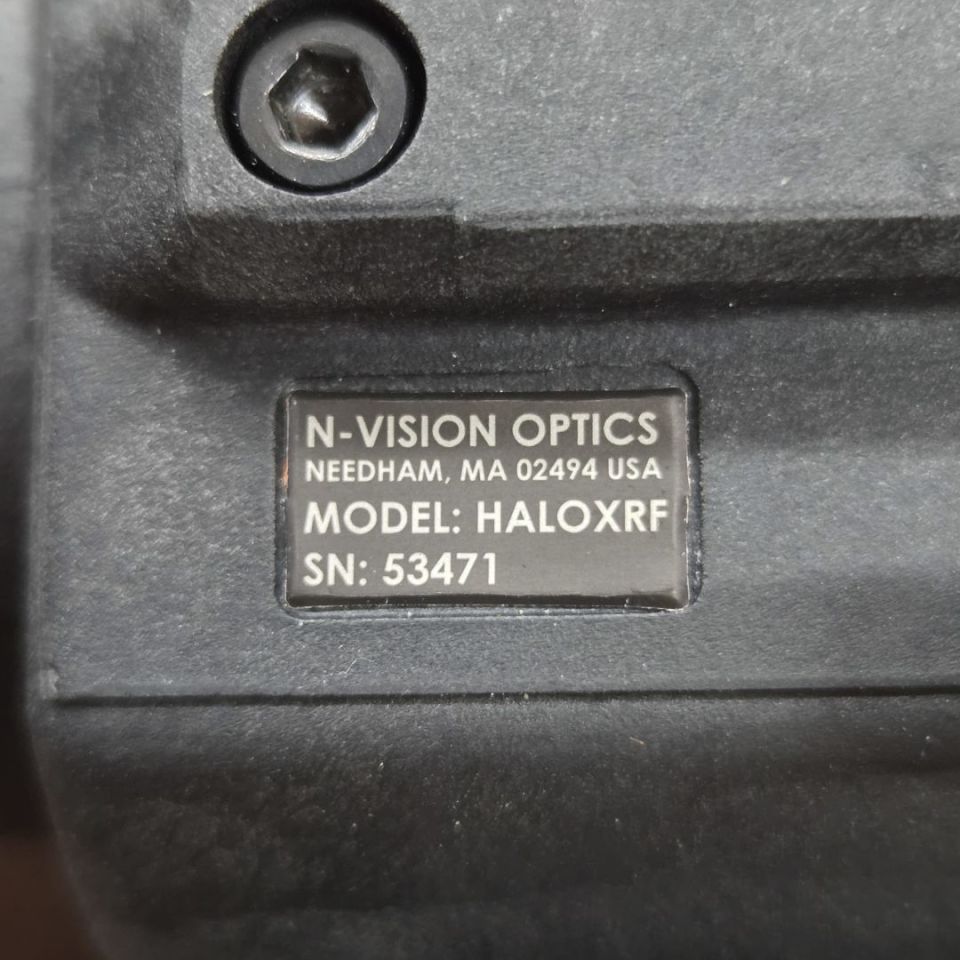 N-VISION OPTICS
NEEDHAM, MA 02494 USA
MODEL: HALOXRF
SN: 53471